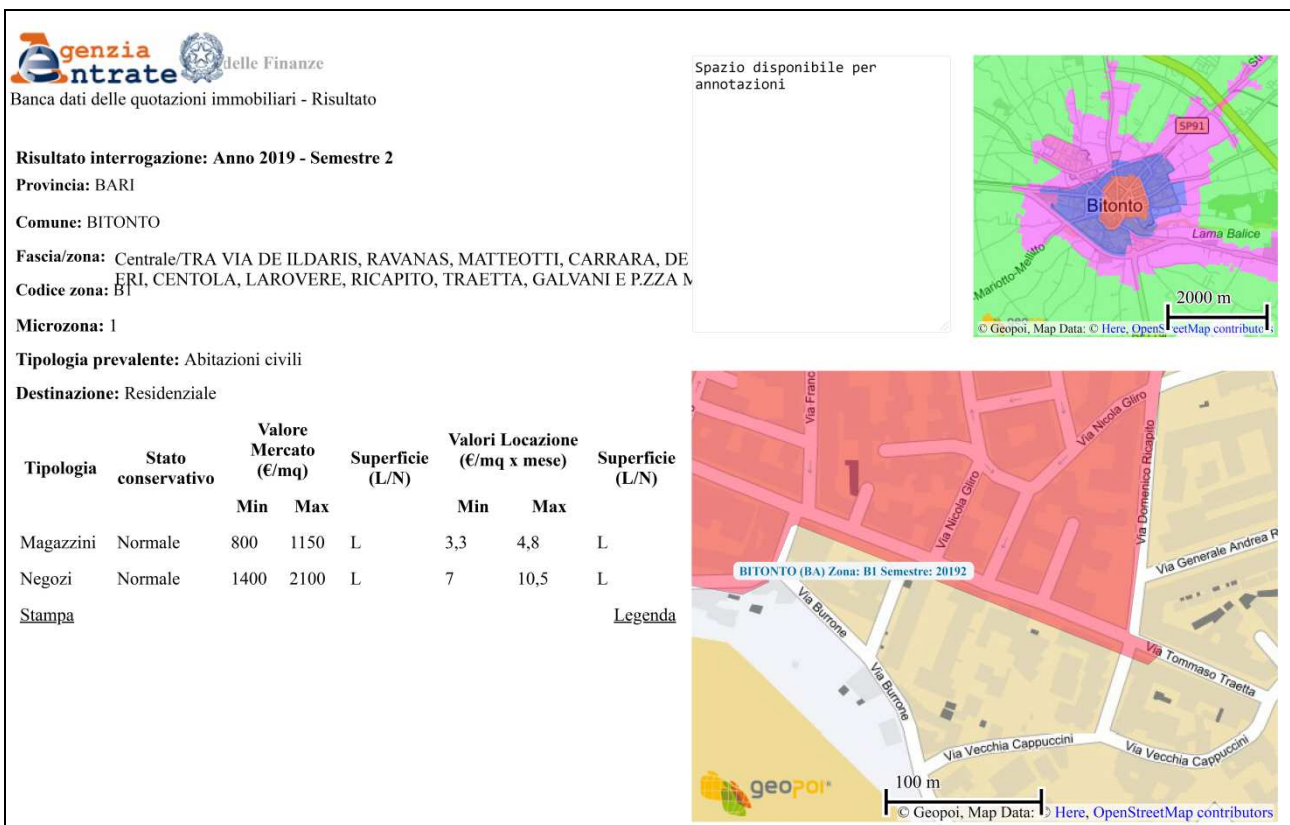 Agenzia
Entrate
delle Finanze
Banca dati delle quotazioni immobiliari - Risultato
Risultato interrogazione: Anno 2019 - Semestre 2
Provincia: BARI
Comune: BITONTO
Fascia/zona: Centrale/TRA VIA DE ILDARIS, RAVANAS, MATTEOTTI, CARRARA, DE
ERI, CENTOLA, LAROVERE, RICAPITO, TRAETTA, GALVANI E P.ZZA M
Codice zona: B1
Microzona: 1
Tipologia prevalente: Abitazioni civili
Destinazione: Residenziale
Tipologia Stato conservativo Valore Mercato (€/mq) Superficie (L/N) Valori Locazione (€/mq x mese) Superficie (L/N)
Min Max Min Max
Magazzini Normale 800 1150 L 3,3 4,8 L
Negozi Normale 1400 2100 L 7 10,5 L
Stampa Legenda
Spazio disponibile per
annotazioni
SP91
Bitonto
Lama Balice
Mariotto-Mellitto
2000 m
© Geopoi, Map Data: © Here, OpenStreetMap contributors
Via Franc
Via Nicola Gliro
Via Nicola Gliro
Via Domenico Ricapito
Via Generale Andrea R
BITONTO (BA) Zona: B1 Semestre: 20192
Via Burrone
Via Burrone
Via Tommaso Traetta
Via Vecchia Cappuccini
Via Vecchia Cappuccini
geopoi
100 m
© Geopoi, Map Data: © Here, OpenStreetMap contributors